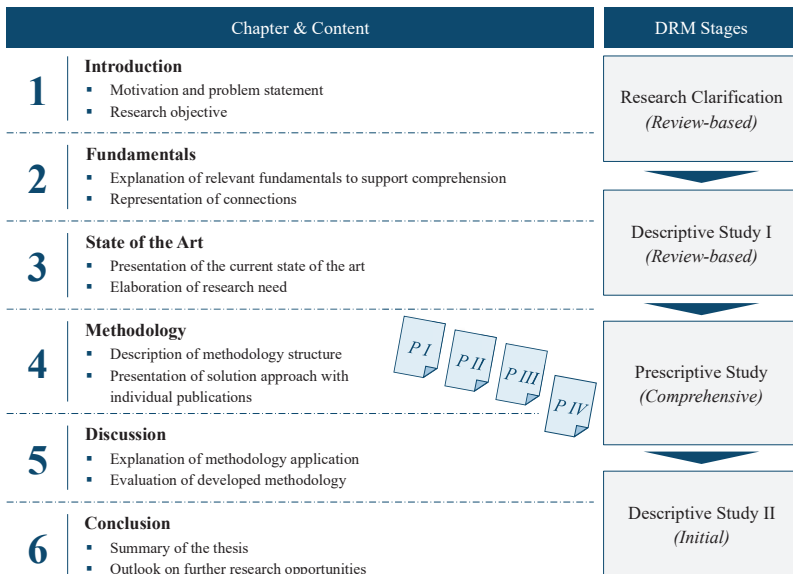 Chapter & Content
DRM Stages
1
Introduction
▪ Motivation and problem statement
▪ Research objective
Research Clarification
(Review-based)
2
Fundamentals
▪ Explanation of relevant fundamentals to support comprehension
▪ Representation of connections
Descriptive Study I
(Review-based)
3
State of the Art
▪ Presentation of the current state of the art
▪ Elaboration of research need
4
Methodology
▪ Description of methodology structure
▪ Presentation of solution approach with
individual publications
P I
P II
P III
P IV
Prescriptive Study
(Comprehensive)
5
Discussion
▪ Explanation of methodology application
▪ Evaluation of developed methodology
Descriptive Study II
(Initial)
6
Conclusion
▪ Summary of the thesis
▪ Outlook on further research opportunities